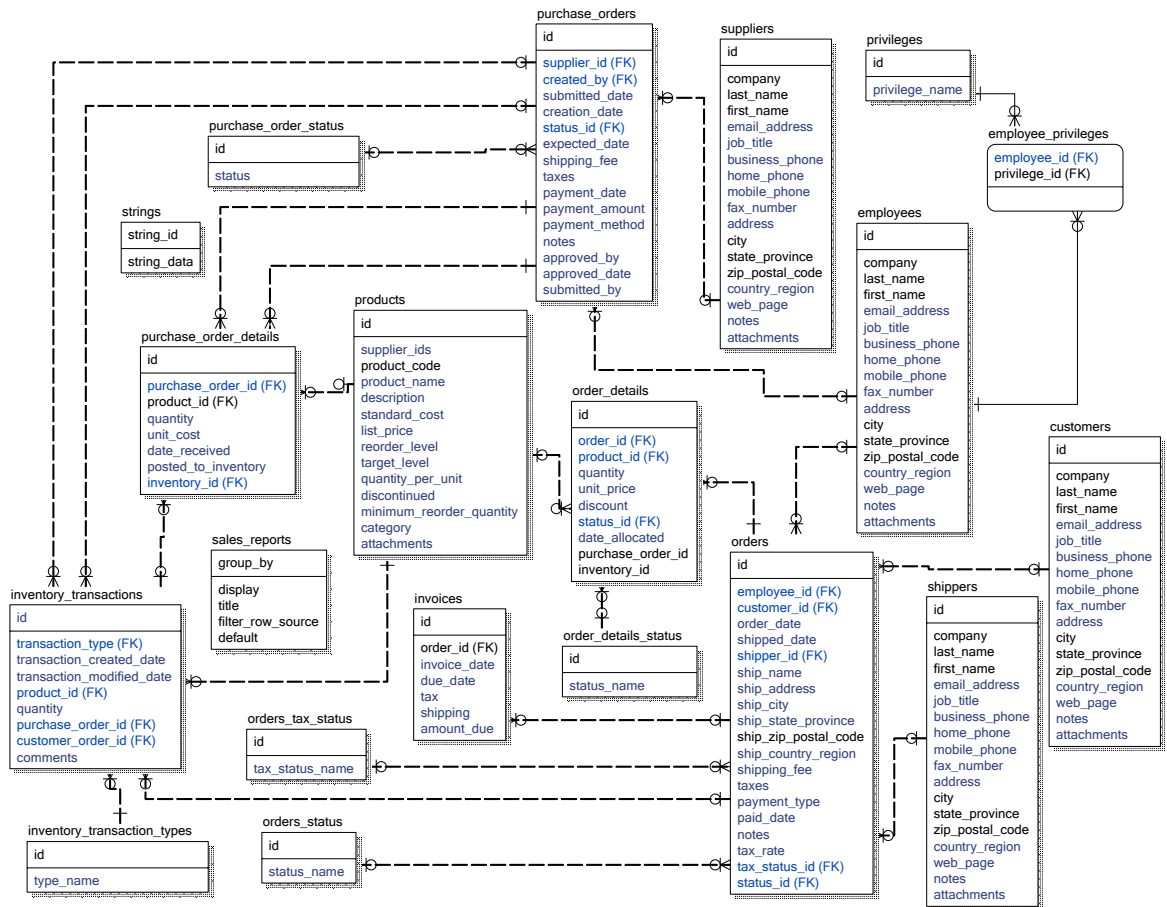 purchase_orders
id
supplier_id (FK)
created_by (FK)
submitted_date
creation_date
status_id (FK)
expected_date
shipping_fee
taxes
payment_date
payment_amount
payment_method
notes
approved_by
approved_date
submitted_by
suppliers
id
company
last_name
first_name
email_address
job_title
business_phone
home_phone
mobile_phone
fax_number
address
city
state_province
zip_postal_code
country_region
web_page
notes
attachments
privileges
id
privilege_name
employee_privileges
employee_id (FK)
privilege_id (FK)
purchase_order_status
id
status
strings
string_id
string_data
employees
id
company
last_name
first_name
email_address
job_title
business_phone
home_phone
mobile_phone
fax_number
address
city
state_province
zip_postal_code
country_region
web_page
notes
attachments
products
id
supplier_ids
product_code
product_name
description
standard_cost
list_price
reorder_level
target_level
quantity_per_unit
discontinued
minimum_reorder_quantity
category
attachments
purchase_order_details
id
purchase_order_id (FK)
product_id (FK)
quantity
unit_cost
date_received
posted_to_inventory
inventory_id (FK)
order_details
id
order_id (FK)
product_id (FK)
quantity
unit_price
discount
status_id (FK)
date_allocated
purchase_order_id
inventory_id
customers
id
company
last_name
first_name
email_address
job_title
business_phone
home_phone
mobile_phone
fax_number
address
city
state_province
zip_postal_code
country_region
web_page
notes
attachments
sales_reports
group_by
display
title
filter_row_source
default
orders
id
employee_id (FK)
customer_id (FK)
order_date
shipped_date
shipper_id (FK)
ship_name
ship_address
ship_city
ship_state_province
ship_zip_postal_code
ship_country_region
shipping_fee
taxes
payment_type
paid_date
notes
tax_rate
tax_status_id (FK)
status_id (FK)
shippers
id
company
last_name
first_name
email_address
job_title
business_phone
home_phone
mobile_phone
fax_number
address
city
state_province
zip_postal_code
country_region
web_page
notes
attachments
inventory_transactions
id
transaction_type (FK)
transaction_created_date
transaction_modified_date
product_id (FK)
quantity
purchase_order_id (FK)
customer_order_id (FK)
comments
invoices
id
order_id (FK)
invoice_date
due_date
tax
shipping
amount_due
order_details_status
id
status_name
orders_tax_status
id
tax_status_name
inventory_transaction_types
id
type_name
orders_status
id
status_name